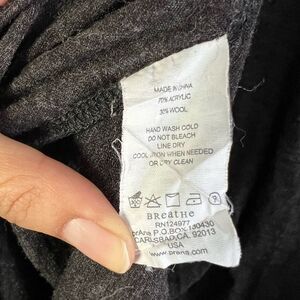 MADE IN CHINA
70% ACRYLIC
30% WOOL
HAND WASH COLD
DO NOT BLEACH
LINE DRY
COOL IRON WHEN NEEDED
OR DRY CLEAN
BREATHE
RN124977
prAna P.O.BOX 130430
CARLSBAD, CA. 92013
USA
www.prana.com